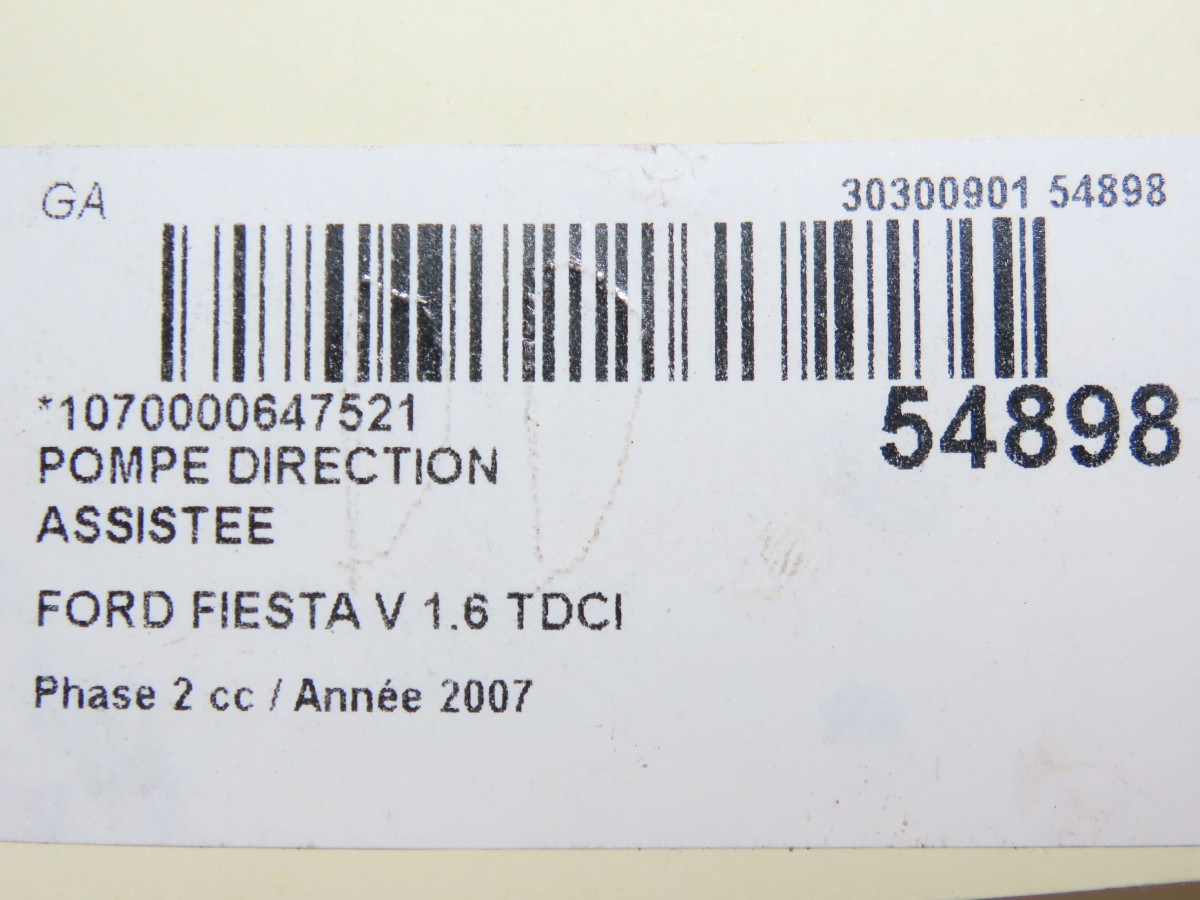 GA
30300901 54898
*1070000647521
54898
POMPE DIRECTION
ASSISTEE
FORD FIESTA V 1.6 TDCI
Phase 2 cc / Année 2007